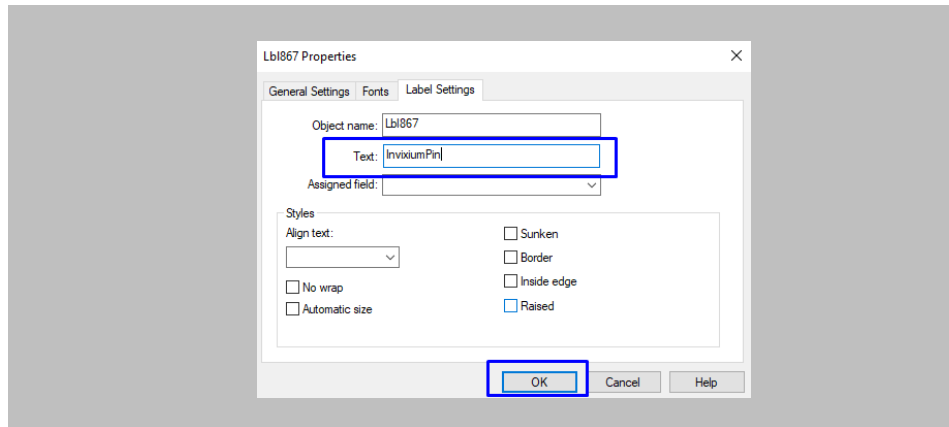 Lbl867 Properties
General Settings Fonts Label Settings
Object name: Lbl867
Text: InvixiumPin
Assigned field:
Styles
Align text:
Sunken
Border
Inside edge
No wrap
Raised
Automatic size
OK Cancel Help